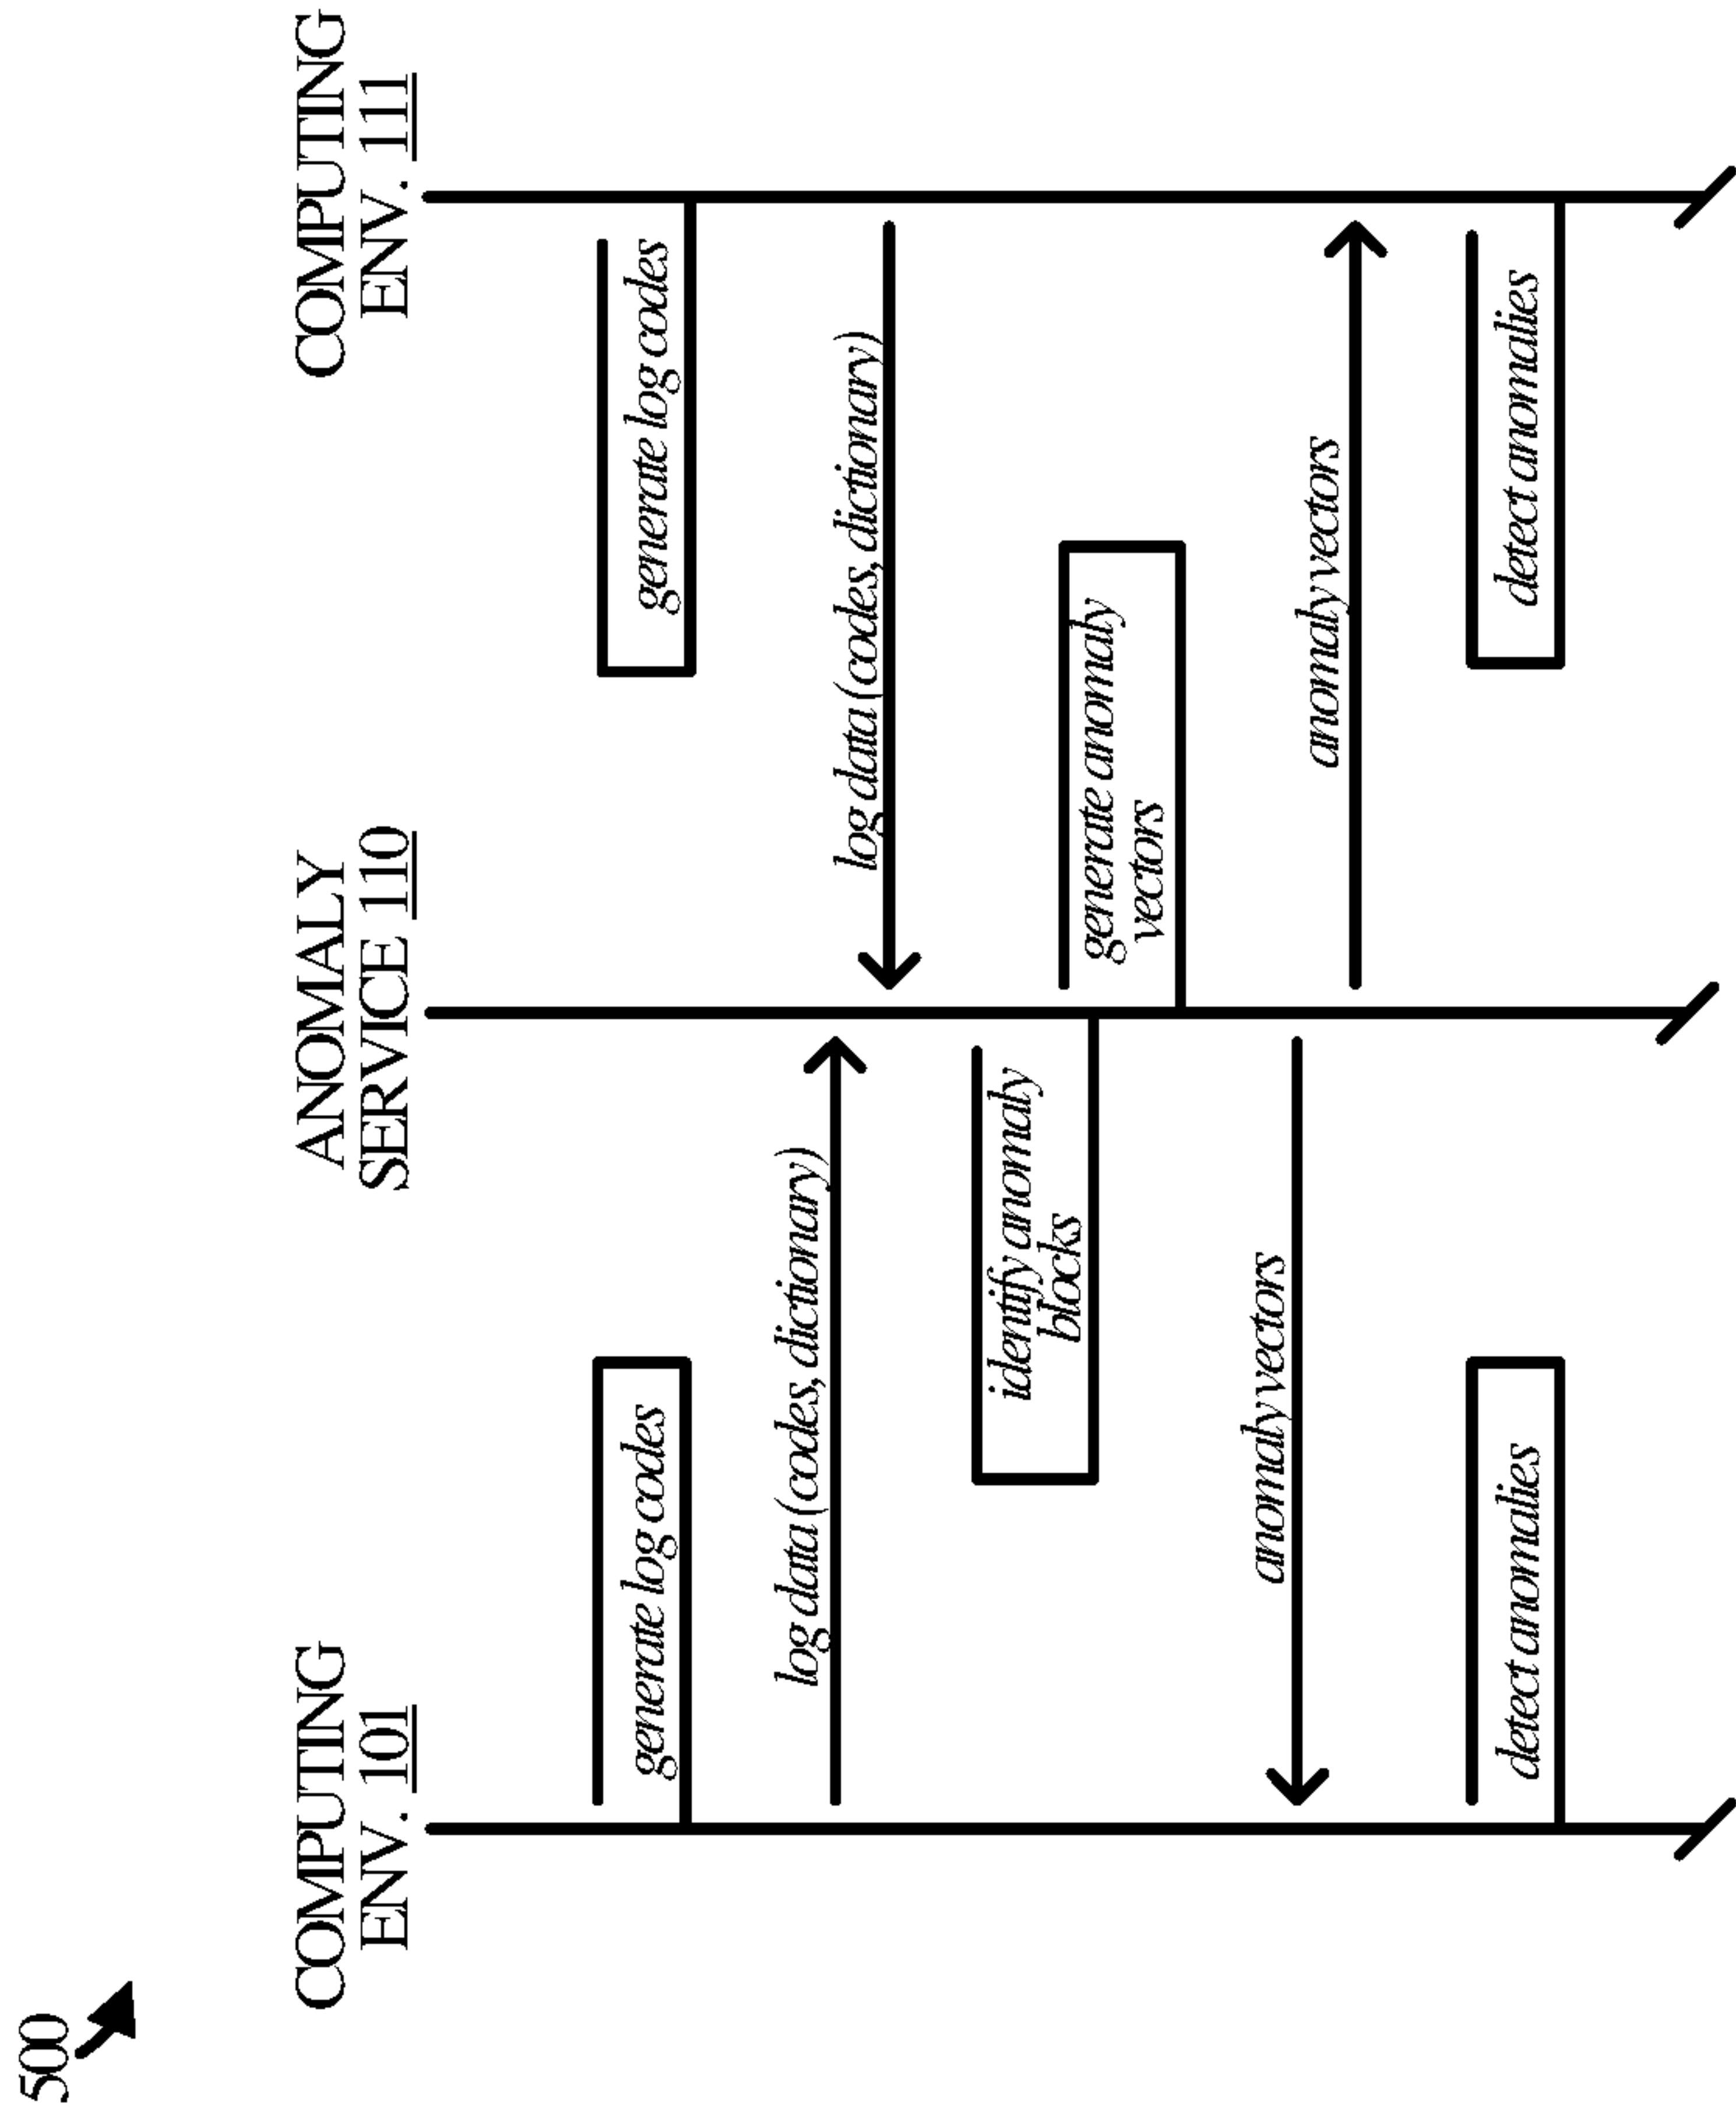 500
COMPUTING
ENV. 101
ANOMALY
SERVICE 110
COMPUTING
ENV. 111
generate log codes
generate log codes
log data (codes, dictionary)
log data (codes, dictionary)
identify anomaly
blocks
generate anomaly
vectors
anomaly vectors
anomaly vectors
detect anomalies
detect anomalies